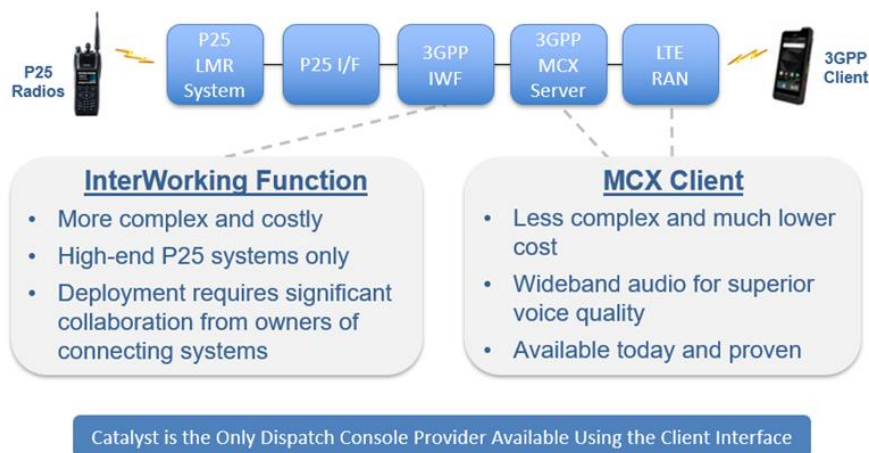 P25
Radios
P25
LMR
System
P25 I/F
3GPP
IWF
3GPP
MCX
Server
LTE
RAN
3GPP
Client
InterWorking Function
• More complex and costly
• High-end P25 systems only
• Deployment requires significant
collaboration from owners of
connecting systems
MCX Client
• Less complex and much lower
cost
• Wideband audio for superior
voice quality
• Available today and proven
Catalyst is the Only Dispatch Console Provider Available Using the Client Interface